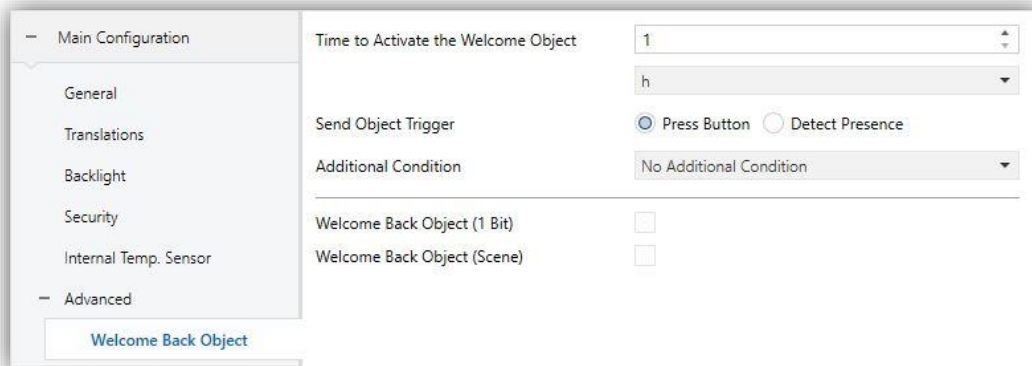 Main Configuration
General
Translations
Backlight
Security
Internal Temp. Sensor
Advanced
Welcome Back Object
Time to Activate the Welcome Object 1
h
Send Object Trigger Press Button Detect Presence
Additional Condition No Additional Condition
Welcome Back Object (1 Bit)
Welcome Back Object (Scene)